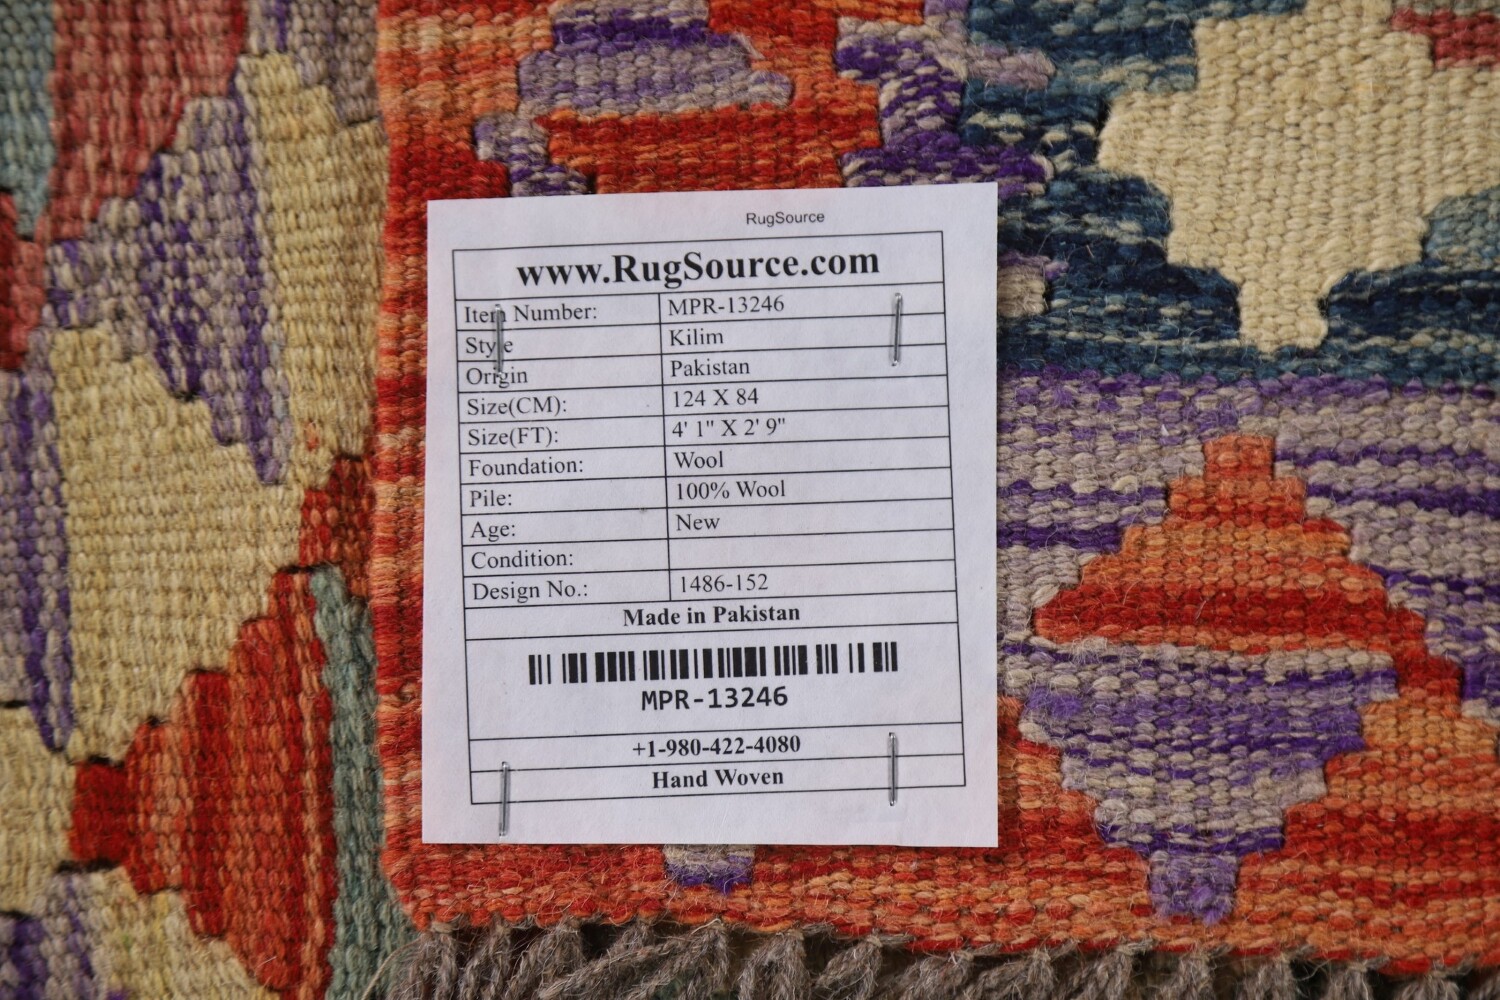 RugSource
www.RugSource.com
Item Number: MPR-13246
Style Kilim
Origin Pakistan
Size(CM): 124 X 84
Size(FT): 4' 1" X 2' 9"
Foundation: Wool
Pile: 100% Wool
Age: New
Condition:
Design No.: 1486-152
Made in Pakistan
MPR-13246
+1-980-422-4080
Hand Woven